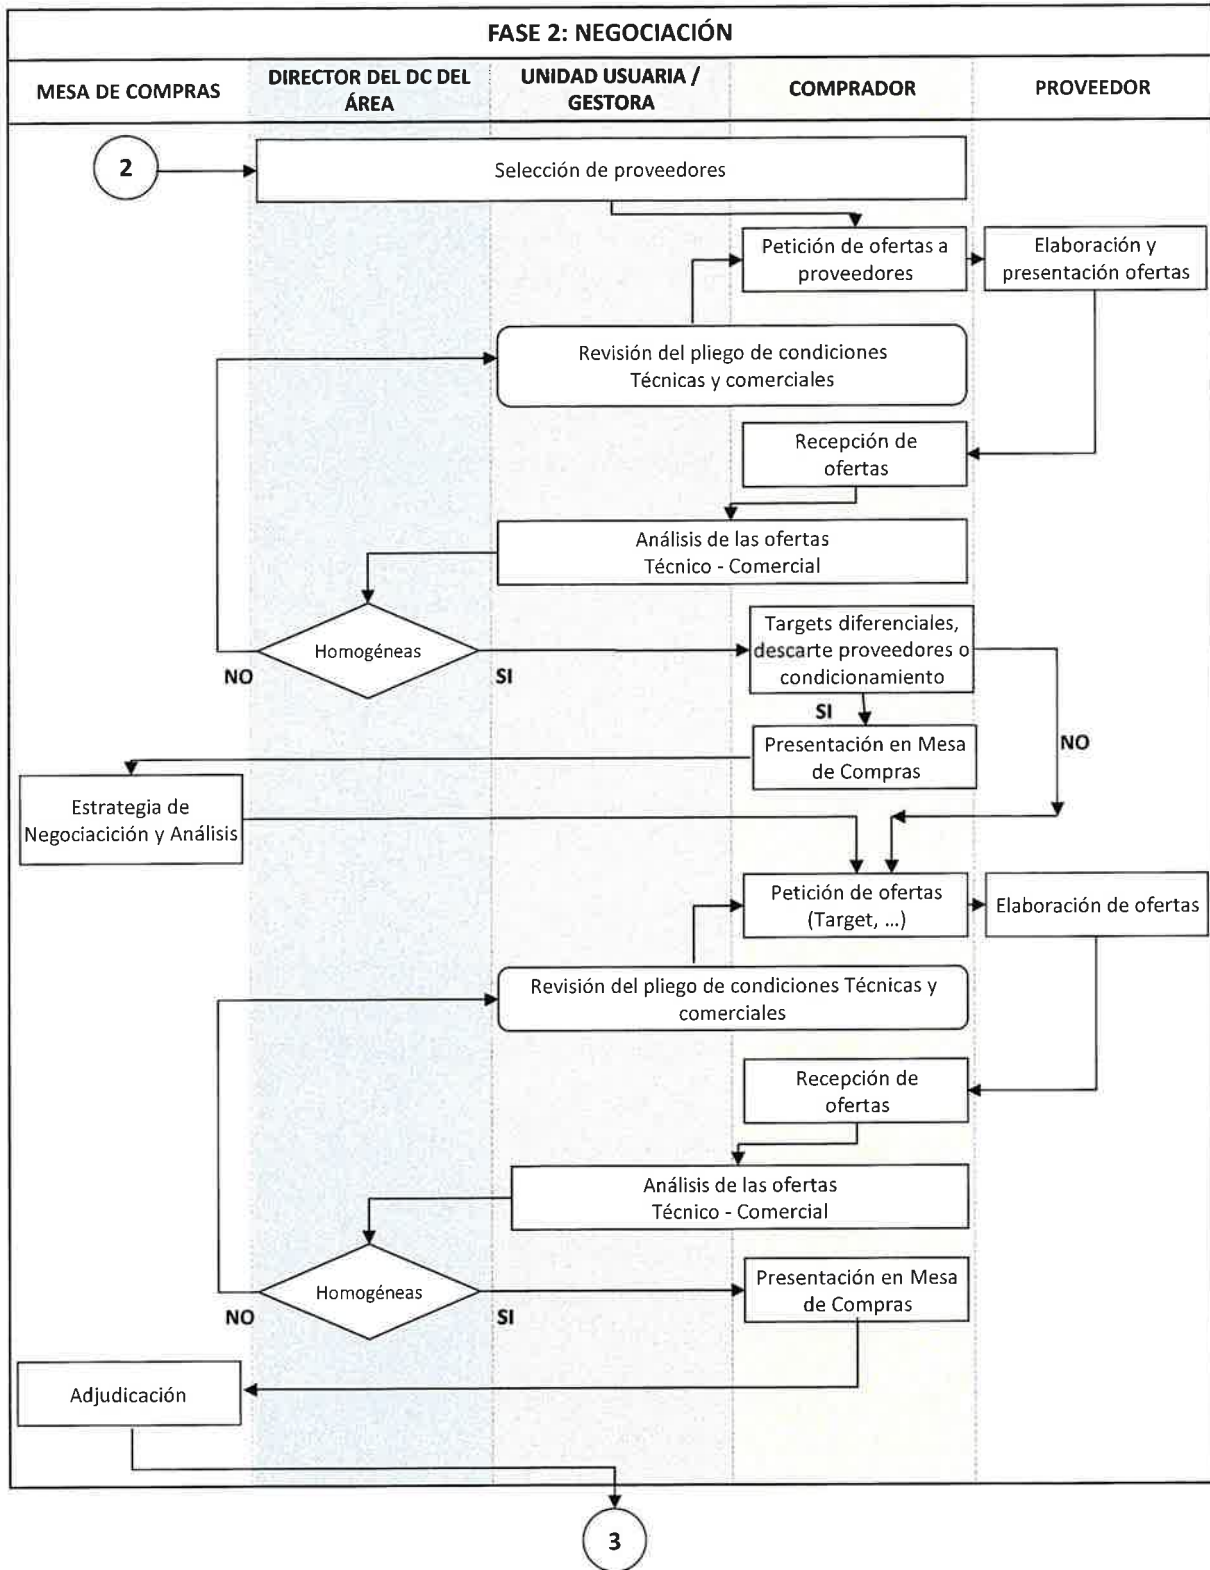 FASE 2: NEGOCIACIÓN
MESA DE COMPRAS
DIRECTOR DEL DC DEL
ÁREA
UNIDAD USUARIA /
GESTORA
COMPRADOR
PROVEEDOR
2
Selección de proveedores
Petición de ofertas a
proveedores
Elaboración y
presentación ofertas
Revisión del pliego de condiciones
Técnicas y comerciales
Recepción de
ofertas
Análisis de las ofertas
Técnico - Comercial
Homogéneas
NO
SI
Targets diferenciales,
descarte proveedores o
condicionamiento
SI
NO
Presentación en Mesa
de Compras
Estrategia de
Negociacición y Análisis
Petición de ofertas
(Target, ...)
Elaboración de ofertas
Revisión del pliego de condiciones Técnicas y
comerciales
Recepción de
ofertas
Análisis de las ofertas
Técnico - Comercial
Homogéneas
NO
SI
Presentación en Mesa
de Compras
Adjudicación
3